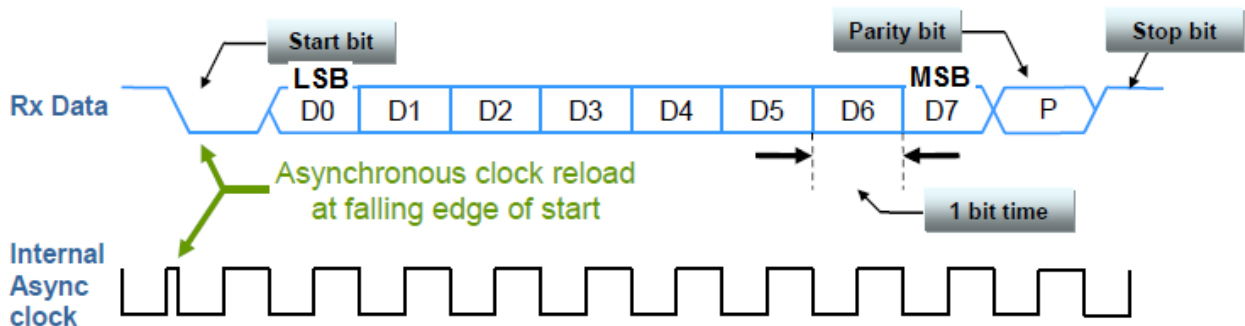 Start bit
Parity bit
Stop bit
LSB
MSB
Rx Data
D0 D1 D2 D3 D4 D5 D6 D7 P
Asynchronous clock reload
at falling edge of start
1 bit time
Internal
Async
clock